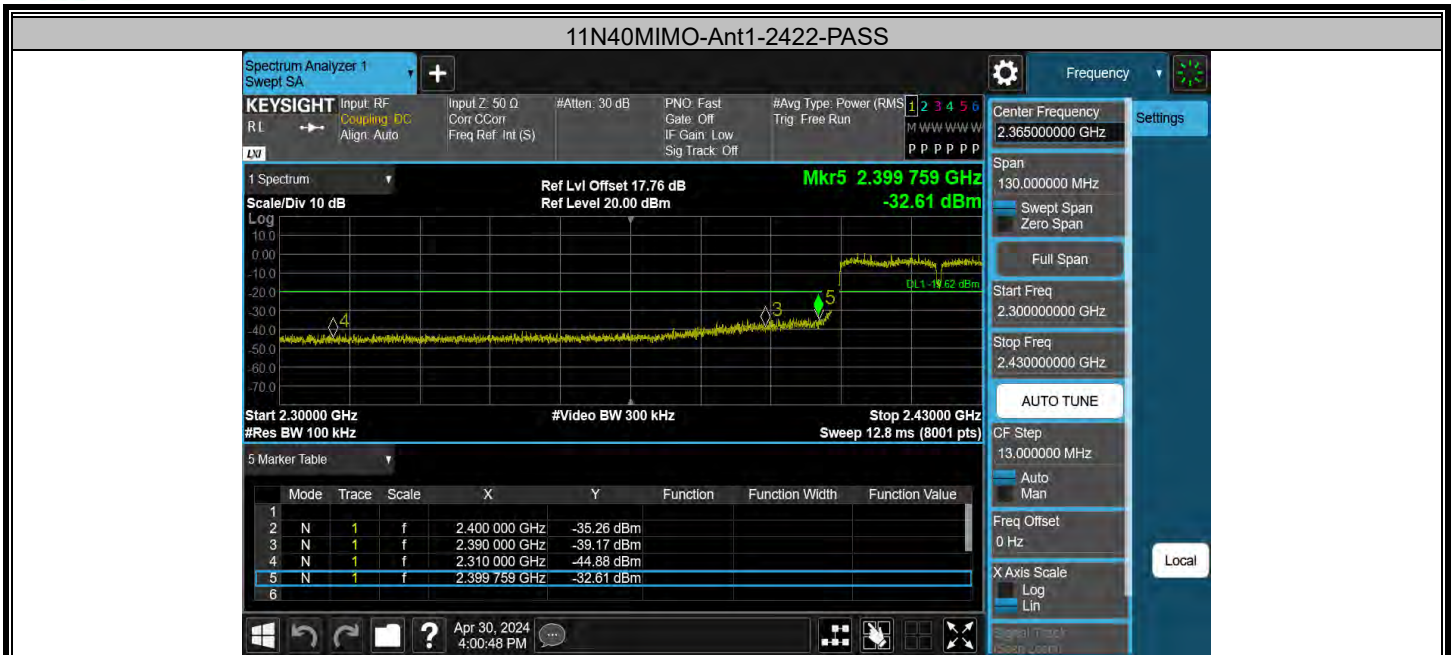 11N40MIMO-Ant1-2422-PASS
Spectrum Analyzer 1
Swept SA
+
Frequency
KEYSIGHT
RL
LXI
Input: RF
Coupling: DC
Align: Auto
Input Z: 50 Ω
Corr CCorr
Freq Ref: Int (S)
#Atten: 30 dB
PNO: Fast
Gate: Off
IF Gain: Low
Sig Track: Off
#Avg Type: Power (RMS
Trig: Free Run
1 2 3 4 5 6
M W W W W W
P P P P P P
Center Frequency
2.365000000 GHz
Settings
1 Spectrum
Scale/Div 10 dB
Ref Lvl Offset 17.76 dB
Ref Level 20.00 dBm
Mkr5 2.399 759 GHz
-32.61 dBm
Span
130.000000 MHz
Swept Span
Zero Span
Full Span
Log
10.0
0.00
-10.0
-20.0
-30.0
-40.0
-50.0
-60.0
-70.0
4
3
5
DL1 -19.62 dBm
Start Freq
2.300000000 GHz
Stop Freq
2.430000000 GHz
AUTO TUNE
Start 2.30000 GHz
#Video BW 300 kHz
Stop 2.43000 GHz
#Res BW 100 kHz
Sweep 12.8 ms (8001 pts)
CF Step
13.000000 MHz
Auto
Man
5 Marker Table
Mode Trace Scale X Y Function Function Width Function Value
1
2 N 1 f 2.400 000 GHz -35.26 dBm
3 N 1 f 2.390 000 GHz -39.17 dBm
4 N 1 f 2.310 000 GHz -44.88 dBm
5 N 1 f 2.399 759 GHz -32.61 dBm
6
Freq Offset
0 Hz
Local
X Axis Scale
Log
Lin
Signal Track
(Span Zoom)
?
Apr 30, 2024
4:00:48 PM